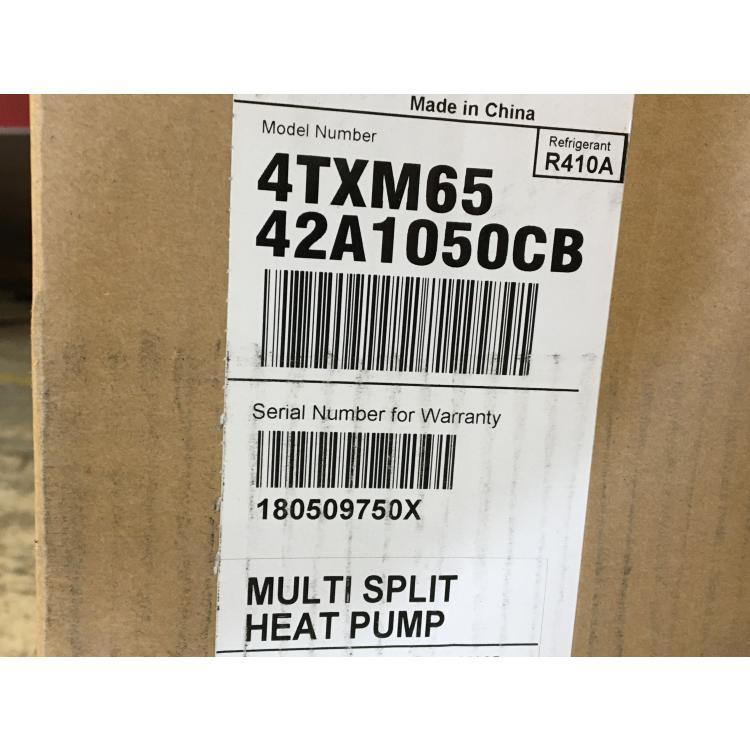 Made in China
Model Number
Refrigerant
R410A
4TXM65
42A1050CB
Serial Number for Warranty
180509750X
MULTI SPLIT
HEAT PUMP